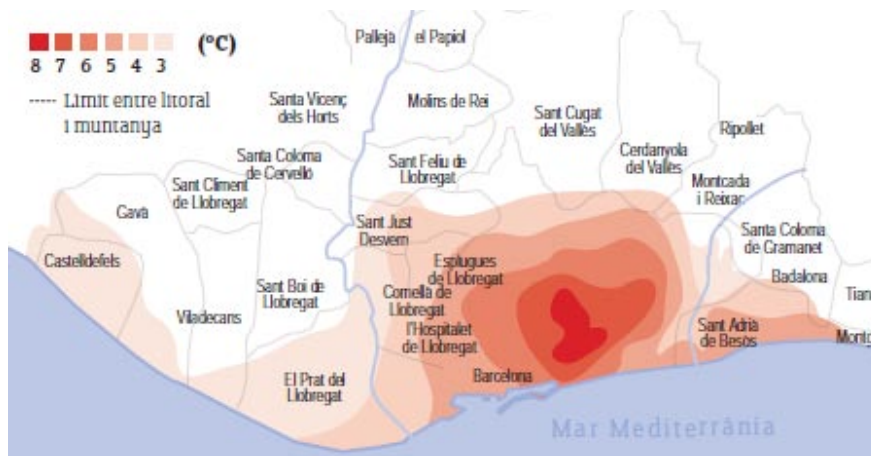 (°C)
8 7 6 5 4 3
Límit entre litoral
i muntanya
Pallejà
el Papiol
Santa Vicenç
dels Horts
Molins de Rei
Sant Cugat
del Vallès
Ripollet
Cerdanyola
del Vallès
Santa Coloma
de Cervelló
Sant Feliu de
Llobregat
Montcada
i Reixac
Sant Climent
de Llobregat
Gavà
Sant Just
Desvern
Santa Coloma
de Gramanet
Castelldefels
Esplugues
de Llobregat
Badalona
Sant Boi de
Llobregat
Cornellà de
Llobregat
Tian
Viladecans
l'Hospitalet
de Llobregat
Sant Adrià
de Besòs
Montg
El Prat del
Llobregat
Barcelona
Mar Mediterrània